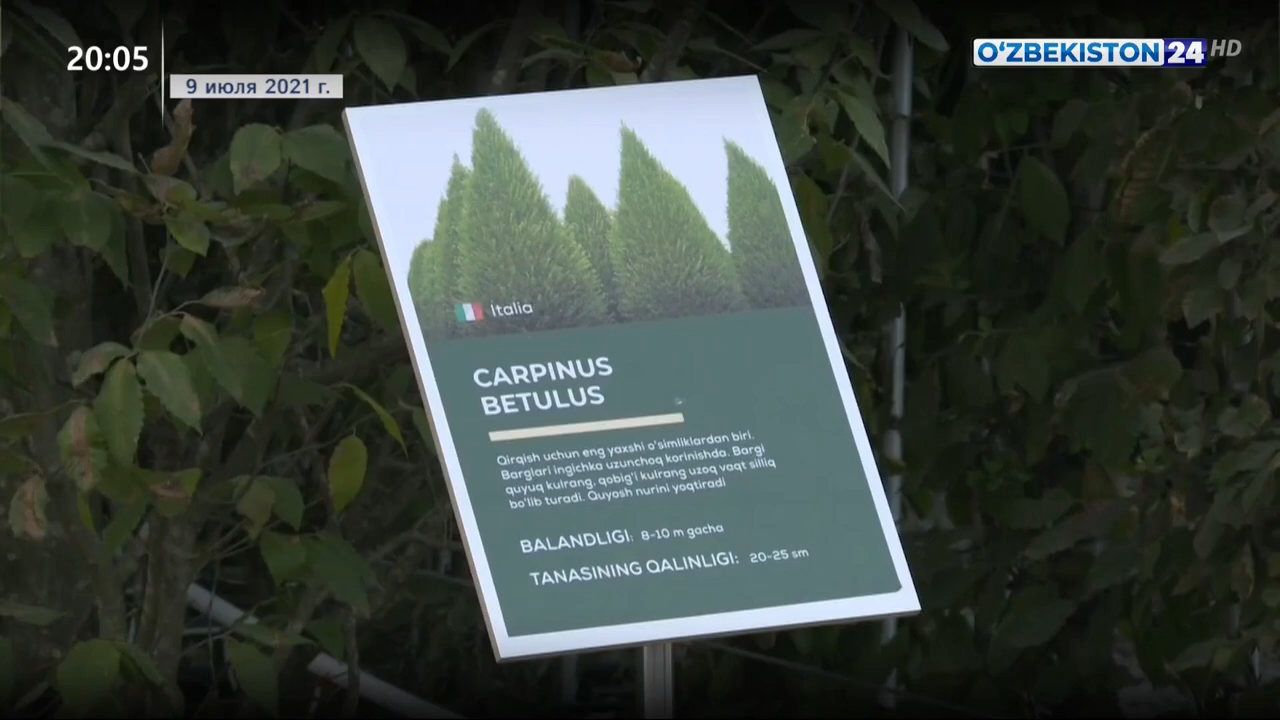 20:05
9 июля 2021 г.
O‘ZBEKISTON 24 HD
Italia
CARPINUS
BETULUS
Qirqish uchun eng yaxshi o'simliklardan biri.
Barglari ingichka uzunchoq korinishda. Bargi
quyuq kulrang, qobig'i kulrang uzoq vaqt silliq
bo'lib turadi. Quyosh nurini yoqtiradi
BALANDLIGI: 8-10 m gacha
TANASINING QALINLIGI: 20-25 sm